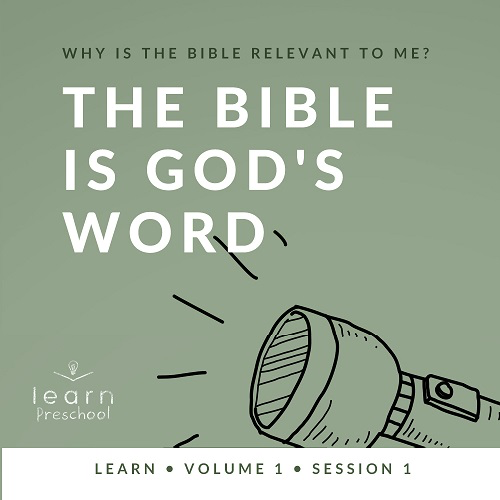 WHY IS THE BIBLE RELEVANT TO ME?
THE BIBLE
IS GOD'S
WORD
learn
Preschool
LEARN • VOLUME 1 • SESSION 1